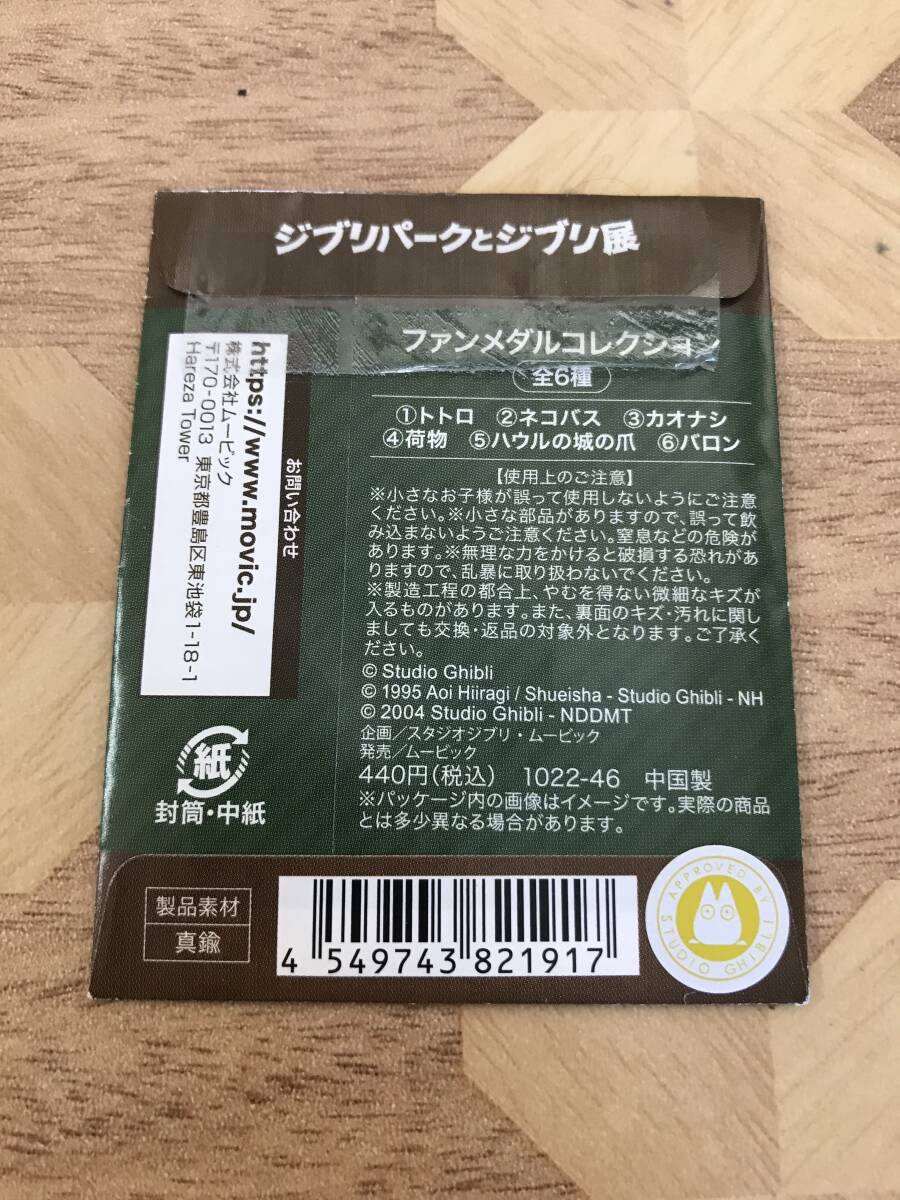 ジブリパークとジブリ展
ファンメダルコレクション
全6種
①トトロ ②ネコバス ③カオナシ
④荷物 ⑤ハウルの城の爪 ⑥バロン
【使用上のご注意】
※小さなお子様が誤って使用しないようにご注意
ください。※小さな部品がありますので、誤って飲
み込まないようご注意ください。窒息などの危険が
あります。※無理な力をかけると破損する恐れがあ
りますので、乱暴に取り扱わないでください。
※製造工程の都合上、やむを得ない微細なキズが
入るものがあります。また、裏面のキズ・汚れに関し
ましても交換・返品の対象外となります。ご了承く
ださい。
© Studio Ghibli
© 1995 Aoi Hiiragi / Shueisha - Studio Ghibli - NH
© 2004 Studio Ghibli - NDDMT
企画/スタジオジブリ・ムービック
発売/ムービック
440円(税込) 1022-46 中国製
※パッケージ内の画像はイメージです。実際の商品
とは多少異なる場合があります。
お問い合わせ
https://www.movic.jp/
株式会社ムービック
〒170-0013 東京都豊島区東池袋1-18-1
Hareza Tower
紙
封筒・中紙
製品素材
真鍮
4 549743 821917
APPROVED BY
STUDIO GHIBLI